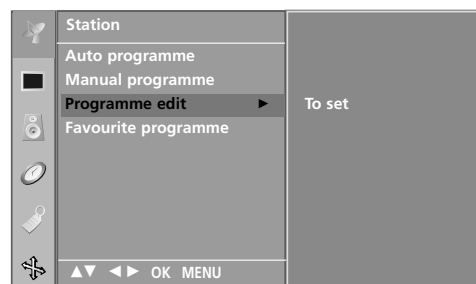 Station
Auto programme
Manual programme
Programme edit ► To set
Favourite programme
▲▼ ◄► OK MENU